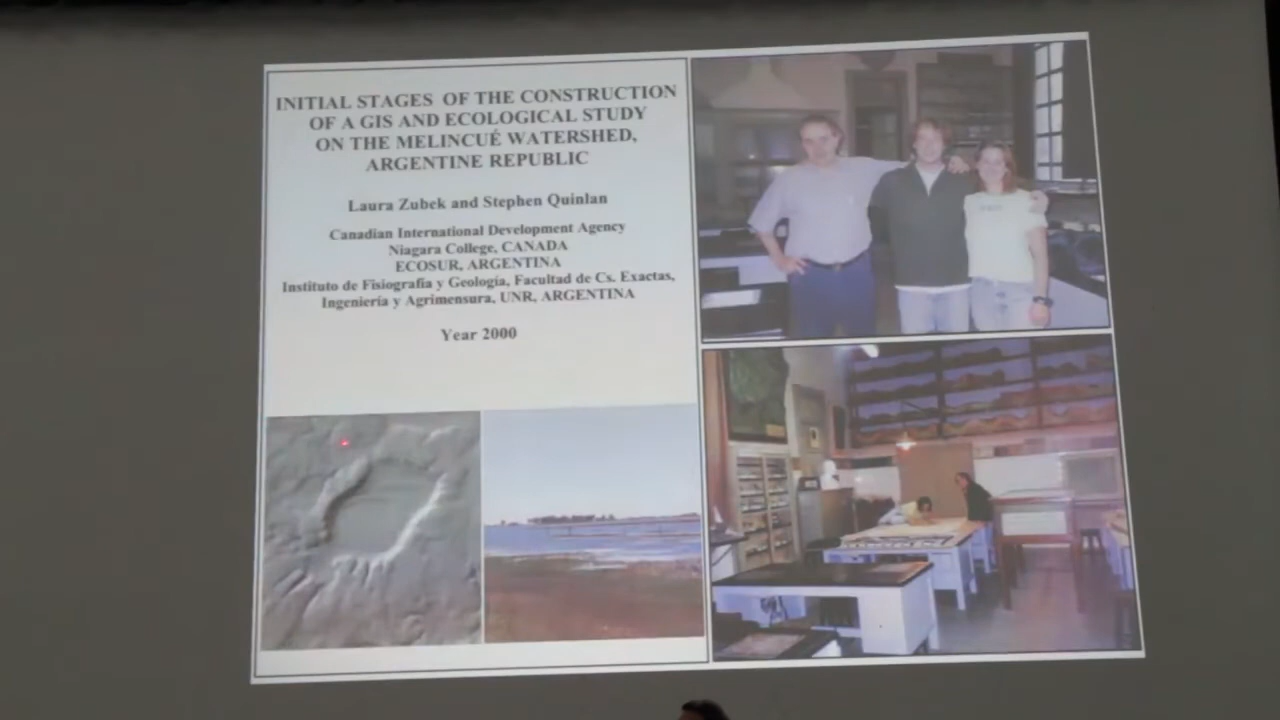 INITIAL STAGES OF THE CONSTRUCTION
OF A GIS AND ECOLOGICAL STUDY
ON THE MELINCUÉ WATERSHED,
ARGENTINE REPUBLIC
Laura Zubek and Stephen Quinlan
Canadian International Development Agency
Niagara College, CANADA
ECOSUR, ARGENTINA
Instituto de Fisiografía y Geología, Facultad de Cs. Exactas,
Ingeniería y Agrimensura, UNR, ARGENTINA
Year 2000